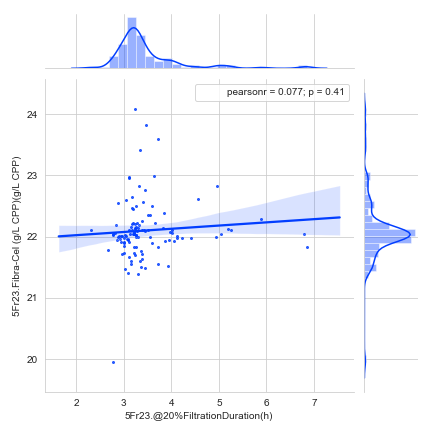 pearsonr = 0.077; p = 0.41
24
23
22
21
20
5Fr23.Fibra-Cel (g/L CPP)(g/L CPP)
2 3 4 5 6 7
5Fr23.@20%FiltrationDuration(h)